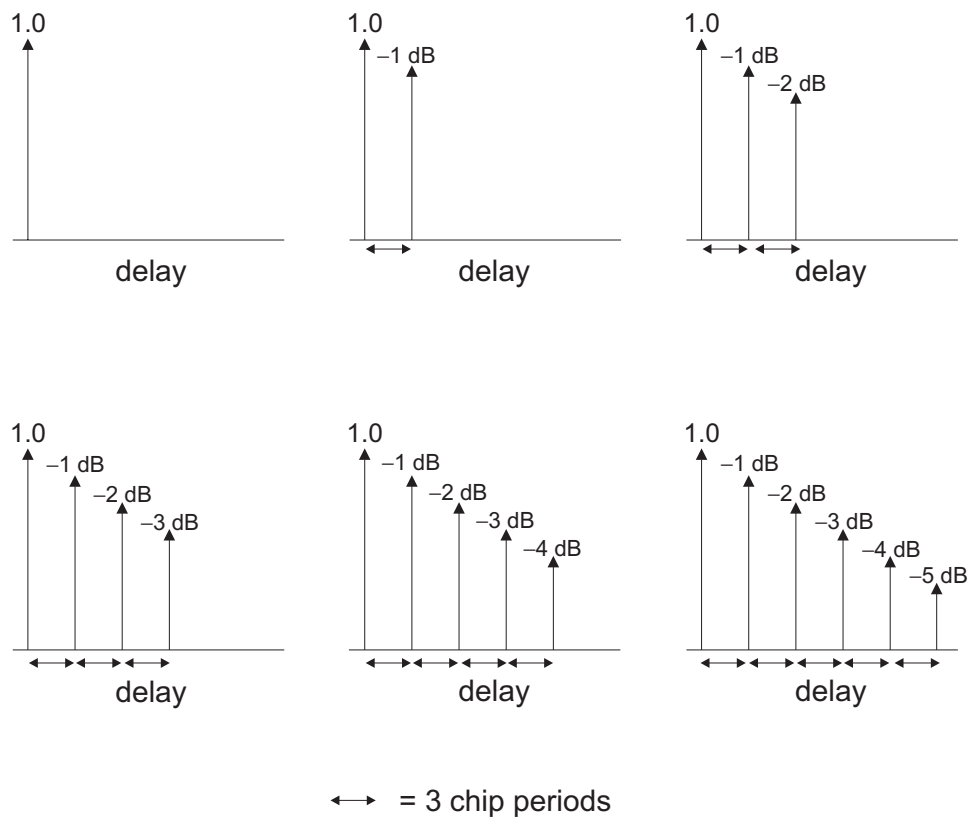 1.0
delay
1.0
–1 dB
delay
1.0
–1 dB
–2 dB
delay
1.0
–1 dB
–2 dB
–3 dB
delay
1.0
–1 dB
–2 dB
–3 dB
–4 dB
delay
1.0
–1 dB
–2 dB
–3 dB
–4 dB
–5 dB
delay
= 3 chip periods